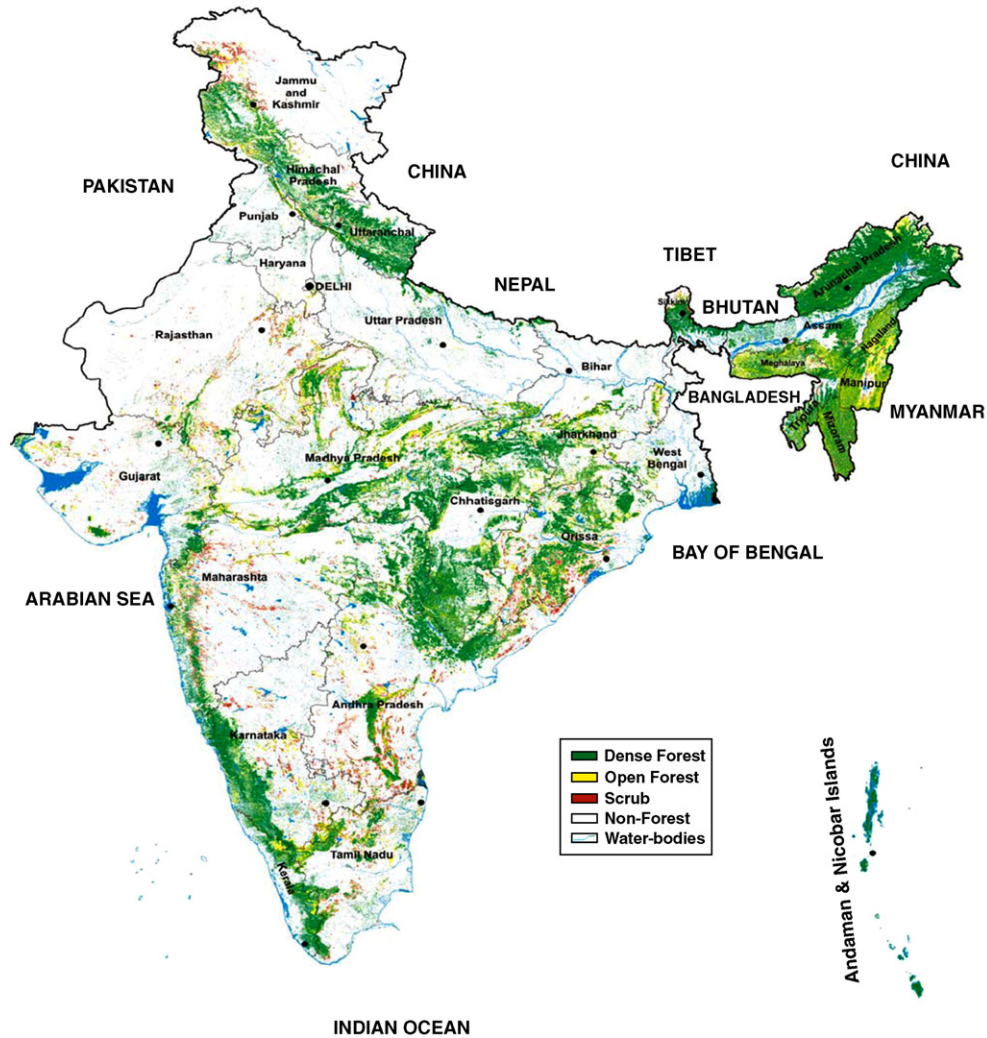 Jammu
and
Kashmir
CHINA
CHINA
PAKISTAN
Himachal
Pradesh
Punjab
Uttaranchal
Haryana
DELHI
TIBET
NEPAL
BHUTAN
Sikkim
Arunachal Pradesh
Rajasthan
Uttar Pradesh
Assam
Nagaland
Bihar
Meghalaya
BANGLADESH
Manipur
MYANMAR
Tripura
Mizoram
Jharkhand
West
Bengal
Madhya Pradesh
Gujarat
Chhatisgarh
Orissa
BAY OF BENGAL
Maharashta
ARABIAN SEA
Andhra Pradesh
Karnataka
Dense Forest
Open Forest
Scrub
Non-Forest
Water-bodies
Tamil Nadu
Kerala
Andaman & Nicobar Islands
INDIAN OCEAN